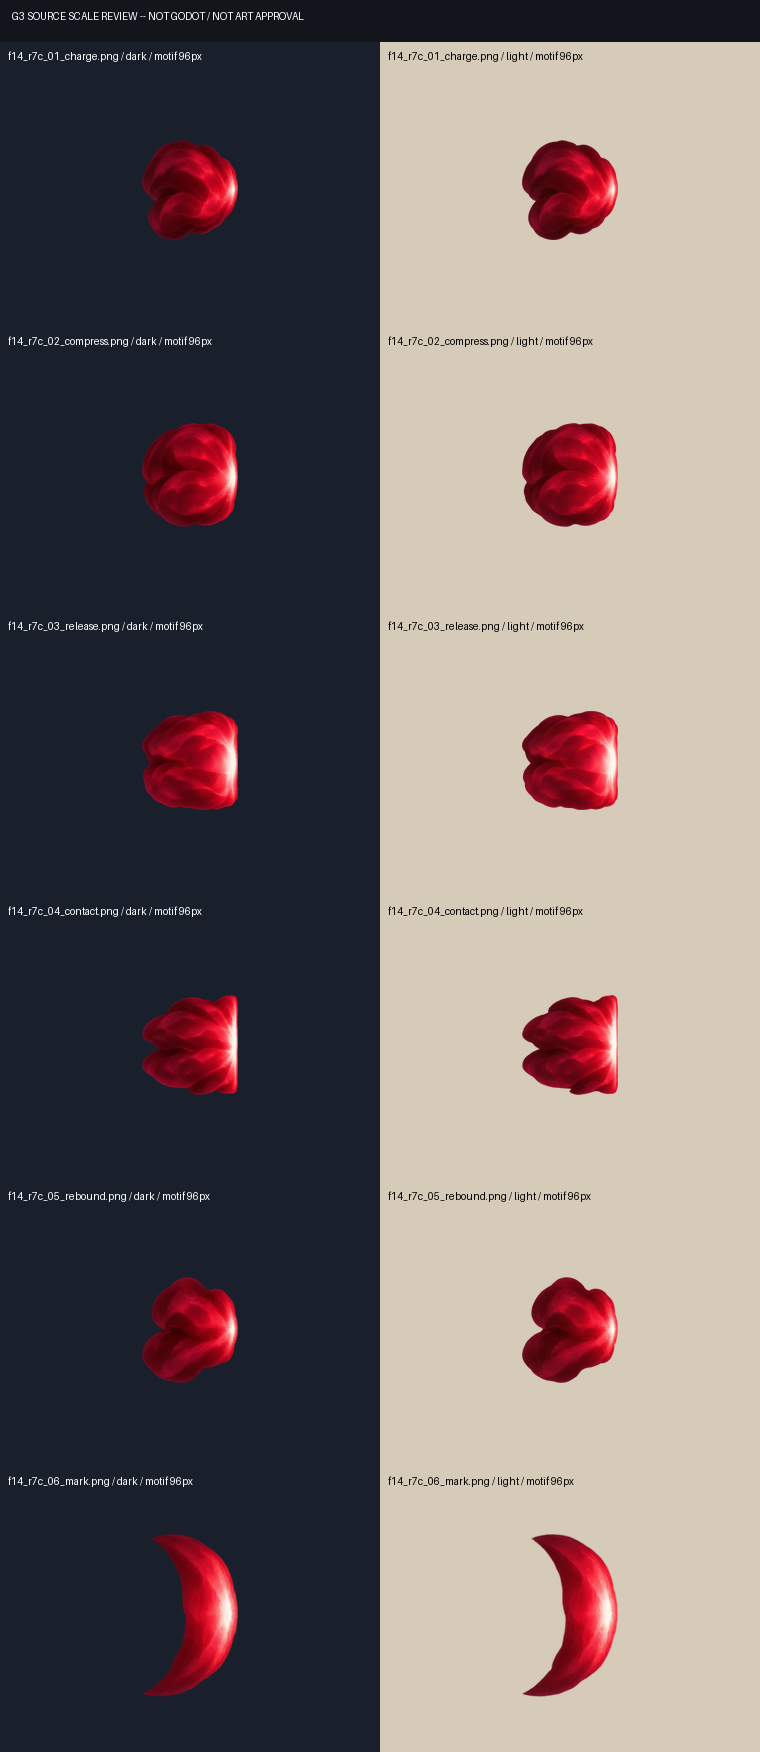 G3 SOURCE SCALE REVIEW -- NOT GODOT / NOT ART APPROVAL
f14_r7c_01_charge.png / dark / motif 96px
f14_r7c_01_charge.png / light / motif 96px
f14_r7c_02_compress.png / dark / motif 96px
f14_r7c_02_compress.png / light / motif 96px
f14_r7c_03_release.png / dark / motif 96px
f14_r7c_03_release.png / light / motif 96px
f14_r7c_04_contact.png / dark / motif 96px
f14_r7c_04_contact.png / light / motif 96px
f14_r7c_05_rebound.png / dark / motif 96px
f14_r7c_05_rebound.png / light / motif 96px
f14_r7c_06_mark.png / dark / motif 96px
f14_r7c_06_mark.png / light / motif 96px